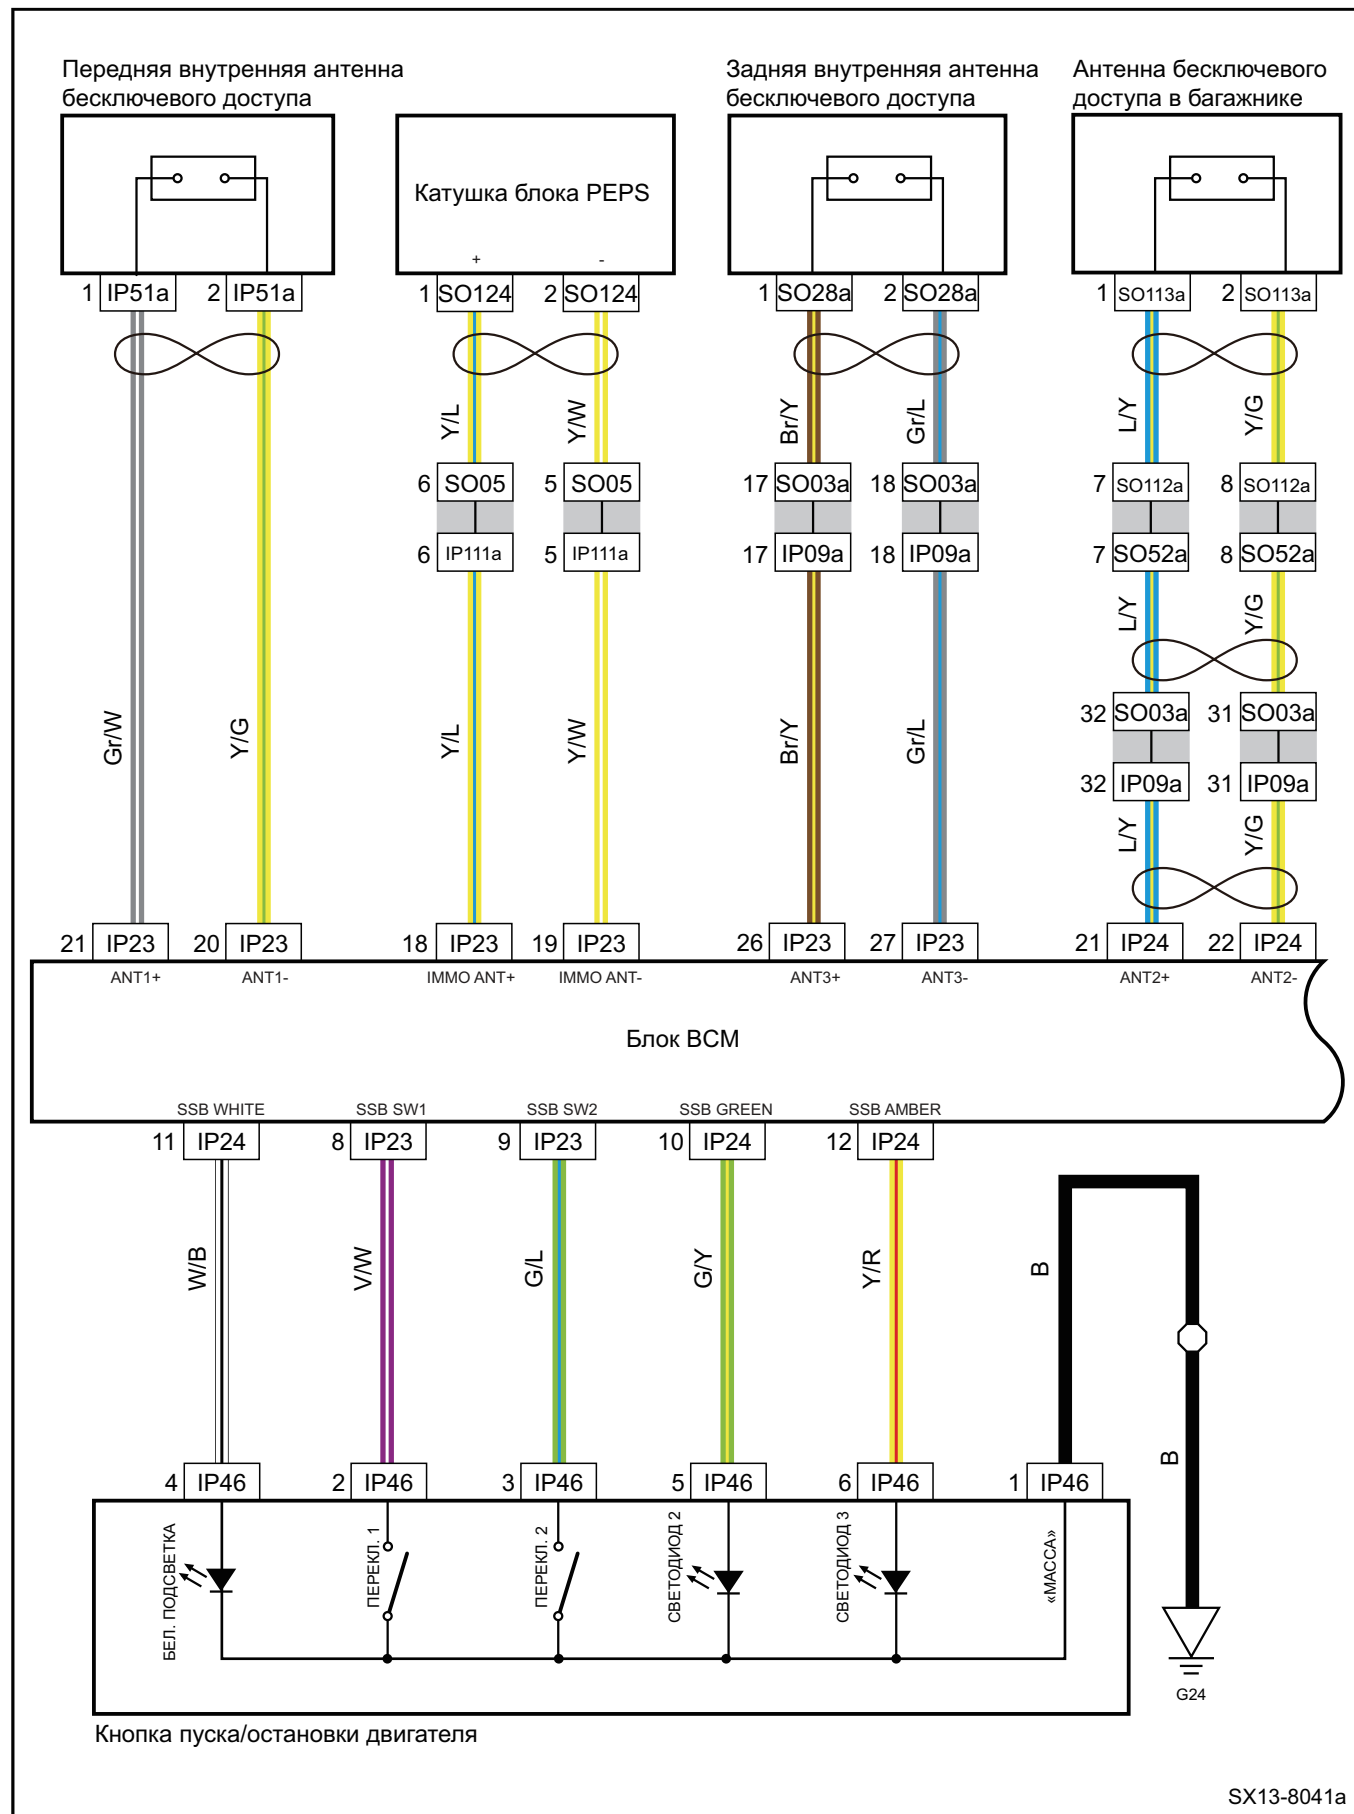 Передняя внутренняя антенна
бесключевого доступа
Задняя внутренняя антенна
бесключевого доступа
Антенна бесключевого
доступа в багажнике
Катушка блока PEPS
+ -
1 IP51a 2 IP51a 1 SO124 2 SO124 1 SO28a 2 SO28a 1 SO113a 2 SO113a
Y/L Y/W Br/Y Gr/L L/Y Y/G
6 SO05 5 SO05 17 SO03a 18 SO03a 7 SO112a 8 SO112a
6 IP111a 5 IP111a 17 IP09a 18 IP09a 7 SO52a 8 SO52a
L/Y Y/G
32 SO03a 31 SO03a
Gr/W Y/G Y/L Y/W Br/Y Gr/L
32 IP09a 31 IP09a
L/Y Y/G
21 IP23 20 IP23 18 IP23 19 IP23 26 IP23 27 IP23 21 IP24 22 IP24
ANT1+ ANT1- IMMO ANT+ IMMO ANT- ANT3+ ANT3- ANT2+ ANT2-
Блок BCM
SSB WHITE SSB SW1 SSB SW2 SSB GREEN SSB AMBER
11 IP24 8 IP23 9 IP23 10 IP24 12 IP24
W/B V/W G/L G/Y Y/R B
B
4 IP46 2 IP46 3 IP46 5 IP46 6 IP46 1 IP46
БЕЛ. ПОДСВЕТКА ПЕРЕКЛ. 1 ПЕРЕКЛ. 2 СВЕТОДИОД 2 СВЕТОДИОД 3 «МАССА»
G24
Кнопка пуска/остановки двигателя
SX13-8041a